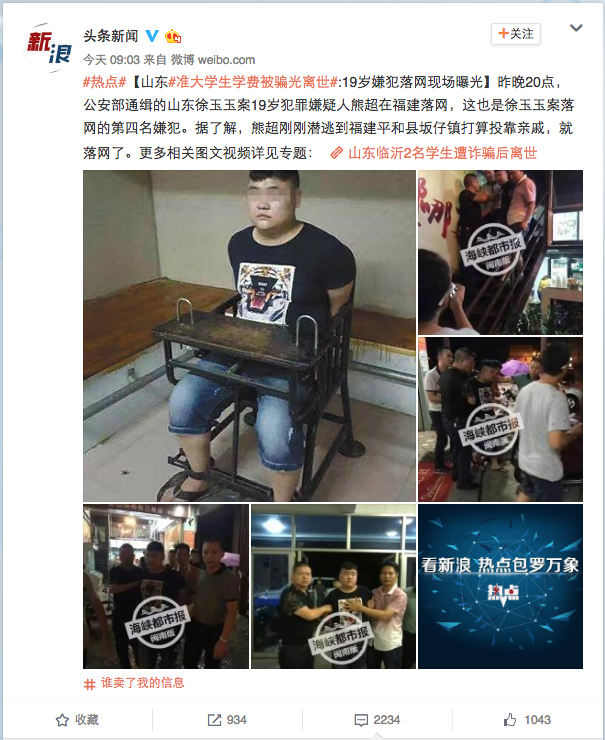 新浪
头条新闻
+关注
今天 09:03 来自 微博 weibo.com
#热点#【山东#准大学生学费被骗光离世#:19岁嫌犯落网现场曝光】昨晚20点，
公安部通缉的山东徐玉玉案19岁犯罪嫌疑人熊超在福建落网，这也是徐玉玉案落
网的第四名嫌犯。据了解，熊超刚刚潜逃到福建平和县坂仔镇打算投靠亲戚，就
落网了。更多相关图文视频详见专题： 山东临沂2名学生遭诈骗后离世
海峡都市报
闽南版
海峡都市报
闽南版
海峡都市报
闽南版
海峡都市报
闽南版
看新浪 热点包罗万象
热点
# 谁卖了我的信息
收藏
934
2234
1043